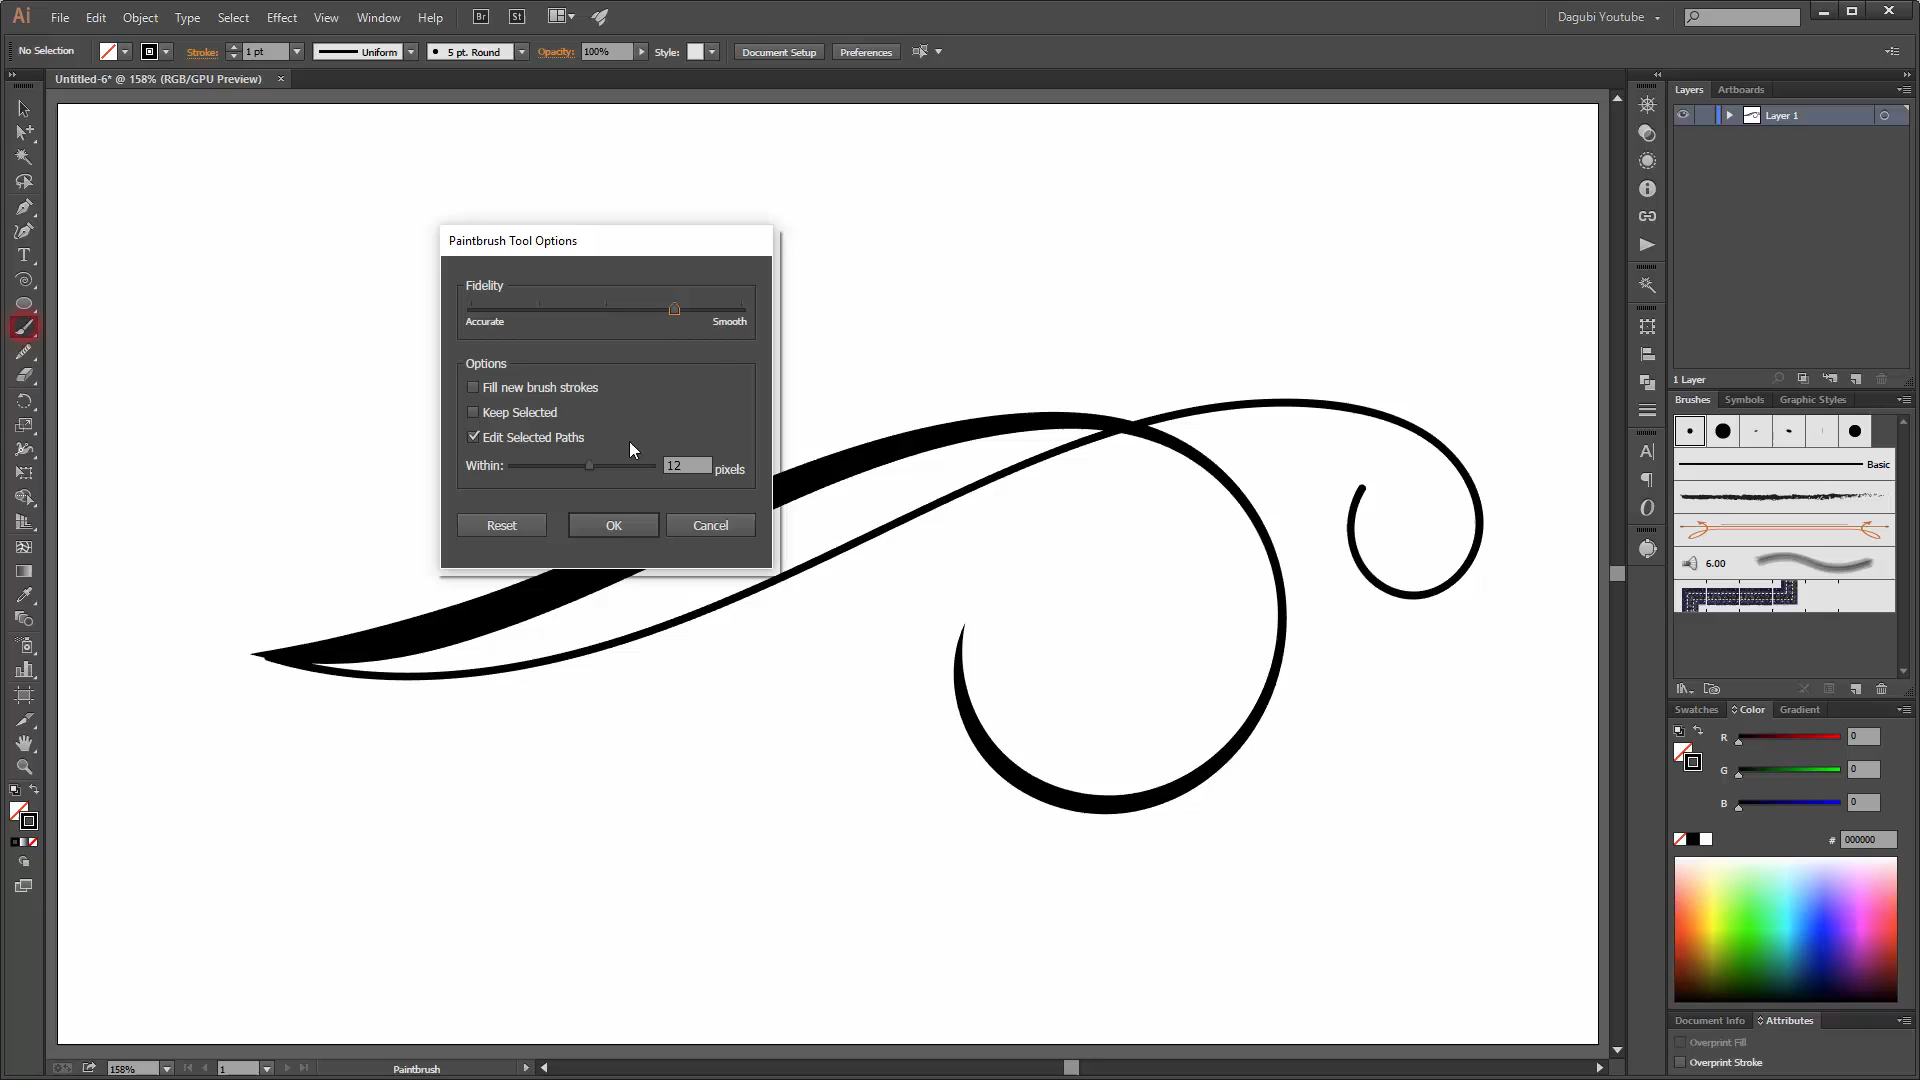 Ai File Edit Object Type Select Effect View Window Help Br St Dagubi Youtube
No Selection Stroke: 1 pt Uniform 5 pt. Round Opacity: 100% Style: Document Setup Preferences
Untitled-6* @ 158% (RGB/GPU Preview)
Layers Artboards
Layer 1
Paintbrush Tool Options
Fidelity
Accurate Smooth
Options
Fill new brush strokes
Keep Selected
Edit Selected Paths
Within: 12 pixels
Reset OK Cancel
1 Layer
Brushes Symbols Graphic Styles
Basic
6.00
Swatches Color Gradient
R 0
G 0
B 0
# 000000
Document Info Attributes
Overprint Fill
Overprint Stroke
158% 1 Paintbrush